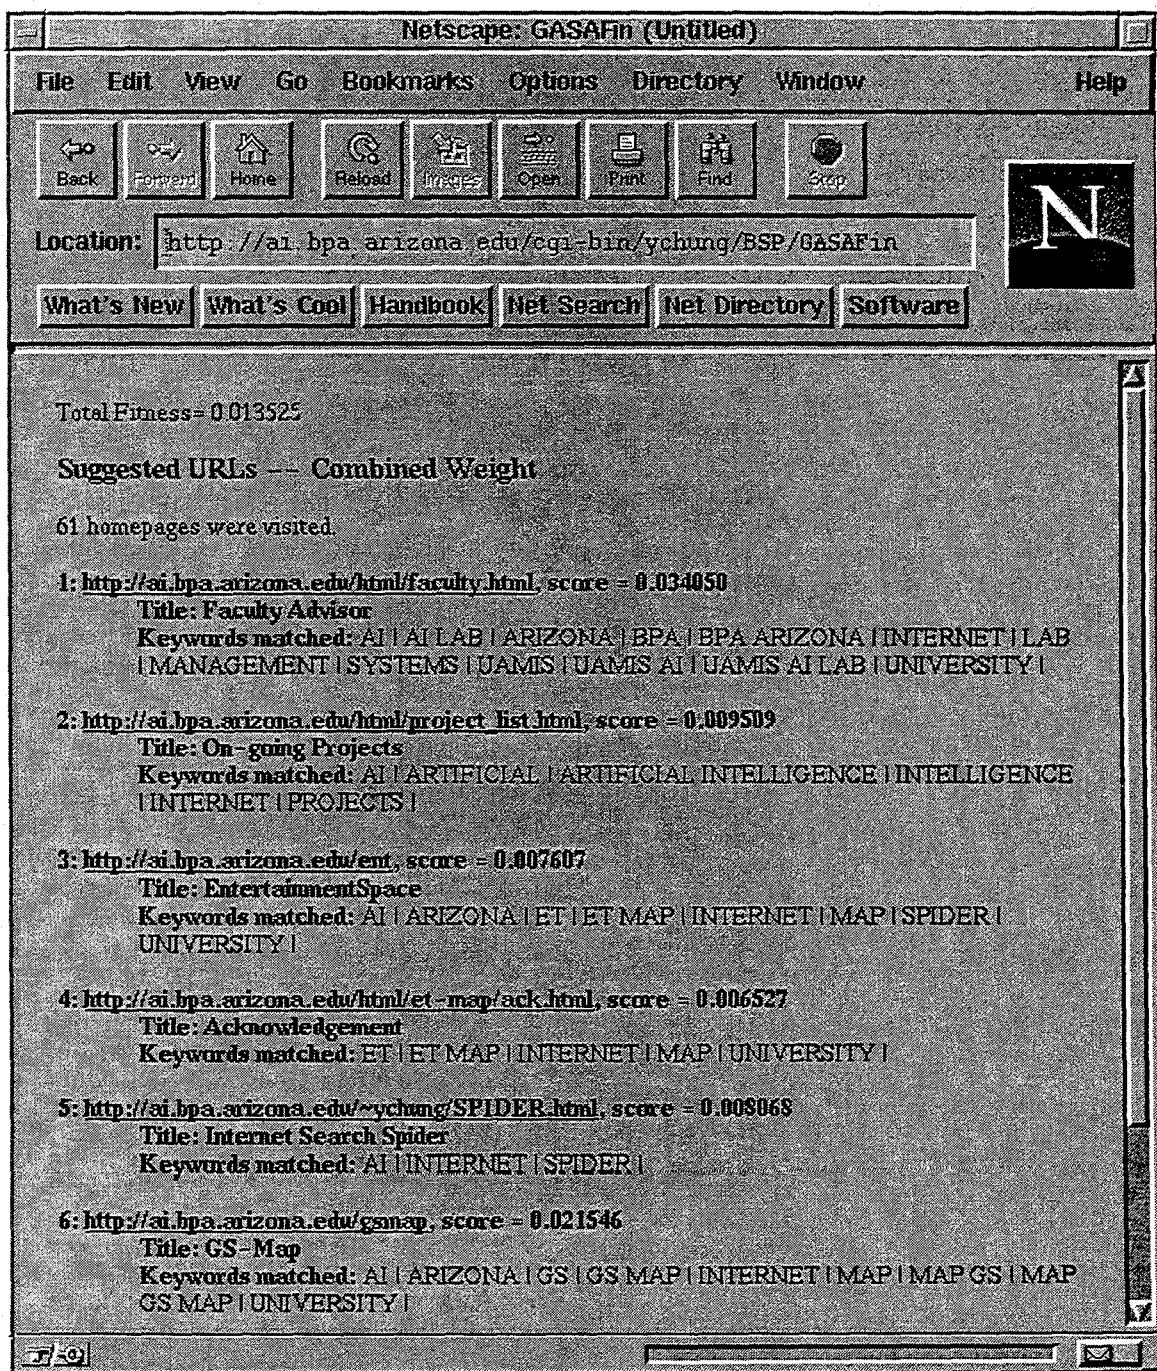 Netscape: GASAFin (Untitled)
File Edit View Go Bookmarks Options Directory Window Help
Back Forward Home Reload Images Open Print Find Stop
N
Location: http://ai.bpa.arizona.edu/cgi-bin/ychung/BSP/GASAFin
What's New What's Cool Handbook Net Search Net Directory Software
Total Fitness= 0.013525
Suggested URLs -- Combined Weight
61 homepages were visited.
1: http://ai.bpa.arizona.edu/html/faculty.html, score = 0.034050
Title: Faculty Advisor
Keywords matched: AI | AI LAB | ARIZONA | BPA | BPA ARIZONA | INTERNET | LAB
| MANAGEMENT | SYSTEMS | UAMIS | UAMIS AI | UAMIS AI LAB | UNIVERSITY |
2: http://ai.bpa.arizona.edu/html/project_list.html, score = 0.009509
Title: On-going Projects
Keywords matched: AI | ARTIFICIAL | ARTIFICIAL INTELLIGENCE | INTELLIGENCE
| INTERNET | PROJECTS |
3: http://ai.bpa.arizona.edu/ent, score = 0.007607
Title: EntertainmentSpace
Keywords matched: AI | ARIZONA | ET | ET MAP | INTERNET | MAP | SPIDER |
UNIVERSITY |
4: http://ai.bpa.arizona.edu/html/et-map/ack.html, score = 0.006527
Title: Acknowledgement
Keywords matched: ET | ET MAP | INTERNET | MAP | UNIVERSITY |
5: http://ai.bpa.arizona.edu/~ychung/SPIDER.html, score = 0.008068
Title: Internet Search Spider
Keywords matched: AI | INTERNET | SPIDER |
6: http://ai.bpa.arizona.edu/gsmap, score = 0.021546
Title: GS-Map
Keywords matched: AI | ARIZONA | GS | GS MAP | INTERNET | MAP | MAP GS | MAP
GS MAP | UNIVERSITY |